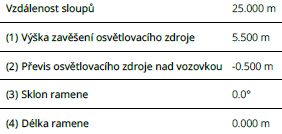 Vzdálenost sloupů 25.000 m
(1) Výška zavěšení osvětlovacího zdroje 5.500 m
(2) Převis osvětlovacího zdroje nad vozovkou -0.500 m
(3) Sklon ramene 0.0°
(4) Délka ramene 0.000 m